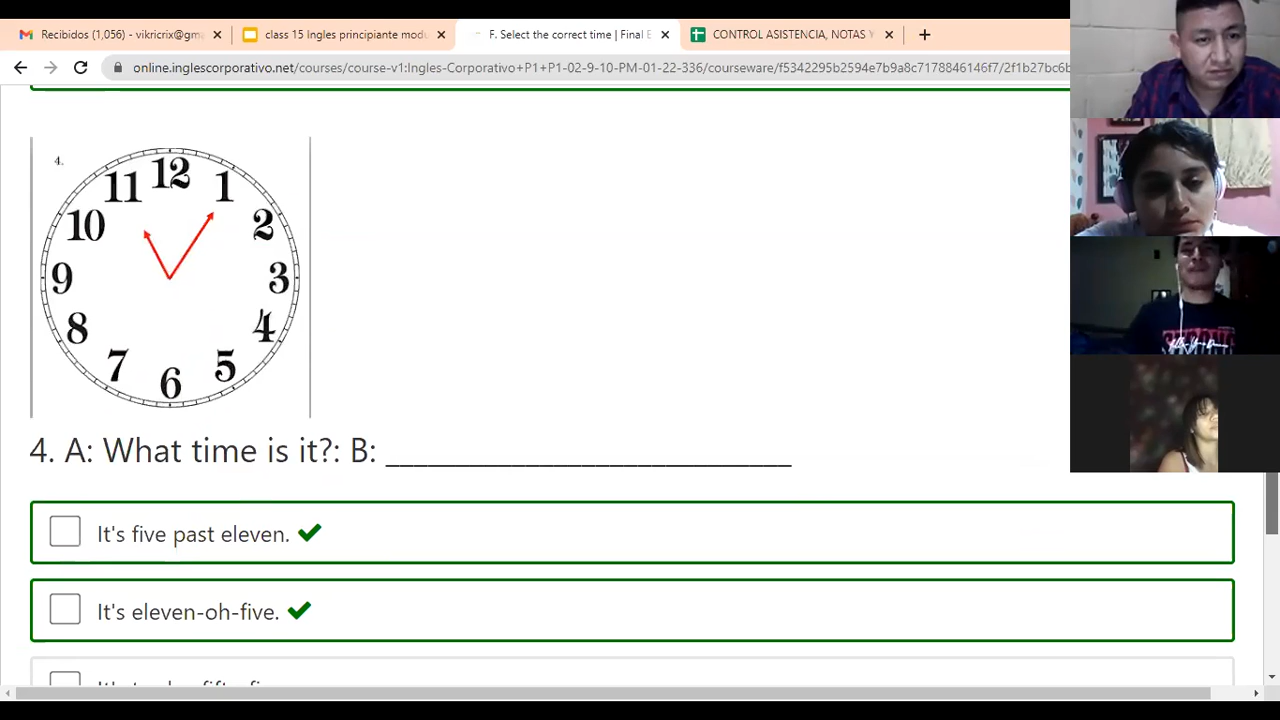 Recibidos (1,056) - vikricrix@gm
class 15 Ingles principiante mod
F. Select the correct time | Final E
CONTROL ASISTENCIA, NOTAS Y
online.inglescorporativo.net/courses/course-v1:Ingles-Corporativo+P1+P1-02-9-10-PM-01-22-336/courseware/f5342295b2594e7b9a8c7178846146f7/2f1b27bc6b
4.
12
11 1
10 2
9 3
8 4
7 5
6
4. A: What time is it?: B: ____________________________
It's five past eleven.
It's eleven-oh-five.